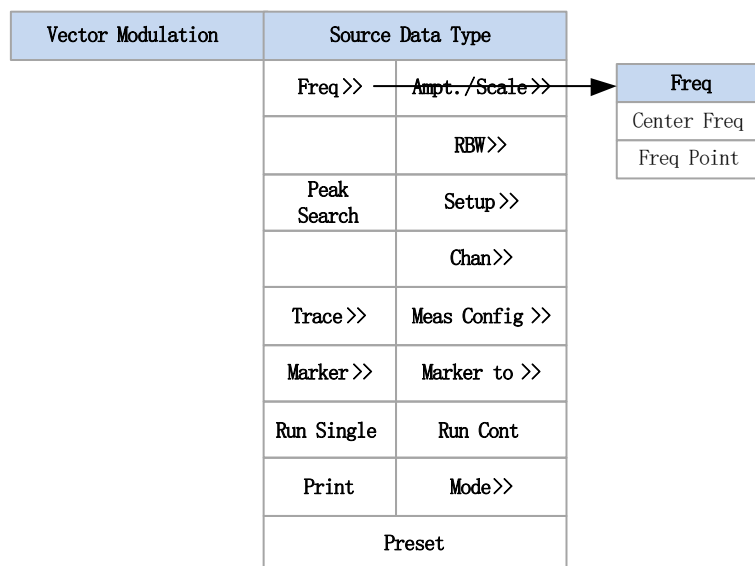 Vector Modulation Source Data Type
Freq>> Ampt./Scale>> Freq
Center Freq
RBW>> Freq Point
Peak
Search Setup>>
Chan>>
Trace>> Meas Config >>
Marker>> Marker to >>
Run Single Run Cont
Print Mode>>
Preset